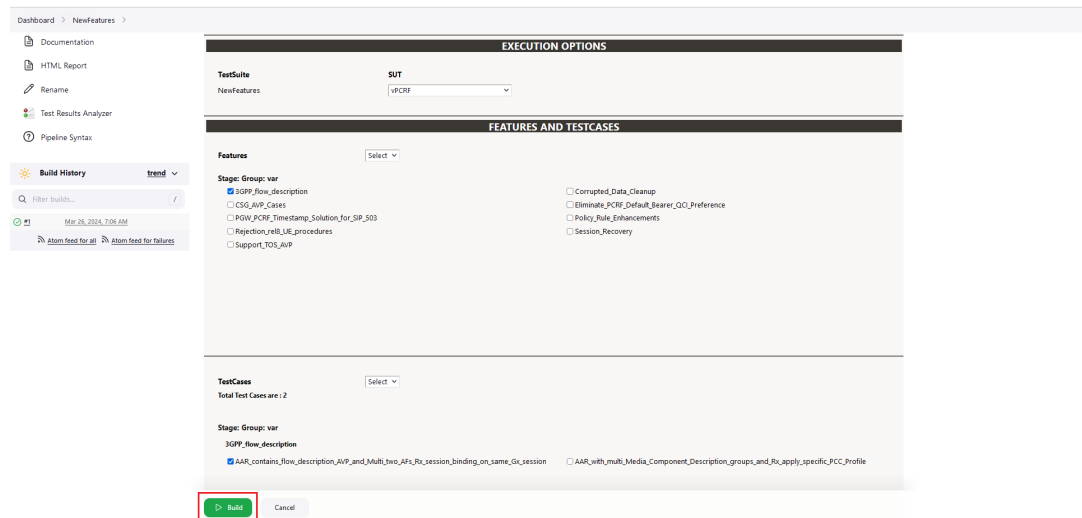 Dashboard > NewFeatures >
Documentation
HTML Report
Rename
Test Results Analyzer
Pipeline Syntax
Build History trend
Filter builds... /
#1 Mar 26, 2024, 7:06 AM
Atom feed for all Atom feed for failures
EXECUTION OPTIONS
TestSuite SUT
NewFeatures vPCRF
FEATURES AND TESTCASES
Features Select
Stage: Group: var
3GPP_flow_description Corrupted_Data_Cleanup
CSG_AVP_Cases Eliminate_PCRF_Default_Bearer_QCI_Preference
PGW_PCRF_Timestamp_Solution_for_SIP_503 Policy_Rule_Enhancements
Rejection_rel8_UE_procedures Session_Recovery
Support_TOS_AVP
TestCases Select
Total Test Cases are : 2
Stage: Group: var
3GPP_flow_description
AAR_contains_flow_description_AVP_and_Multi_two_AFs_Rx_session_binding_on_same_Gx_session AAR_with_multi_Media_Component_Description_groups_and_Rx_apply_specific_PCC_Profile
Build Cancel